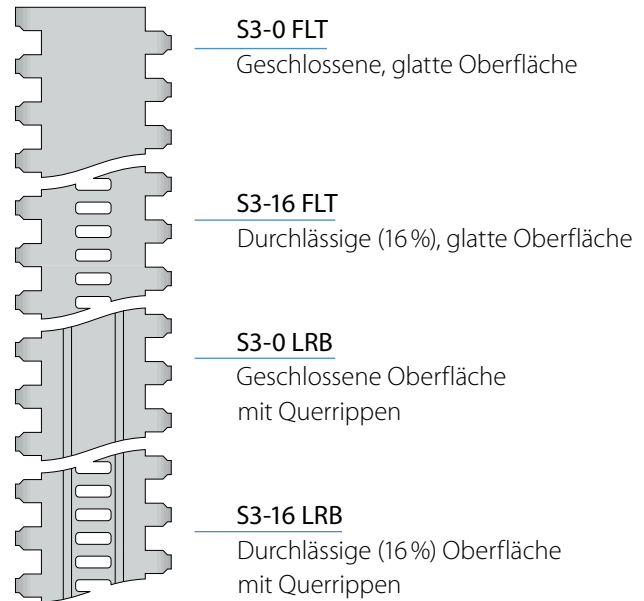 S3-0 FLT
Geschlossene, glatte Oberfläche
S3-16 FLT
Durchlässige (16 %), glatte Oberfläche
S3-0 LRB
Geschlossene Oberfläche
mit Querrippen
S3-16 LRB
Durchlässige (16 %) Oberfläche
mit Querrippen